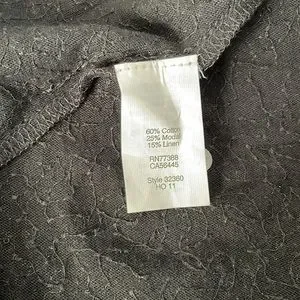 60% Cotton
25% Modal
15% Linen
RN77388
CA56445
Style 32360
HO 11